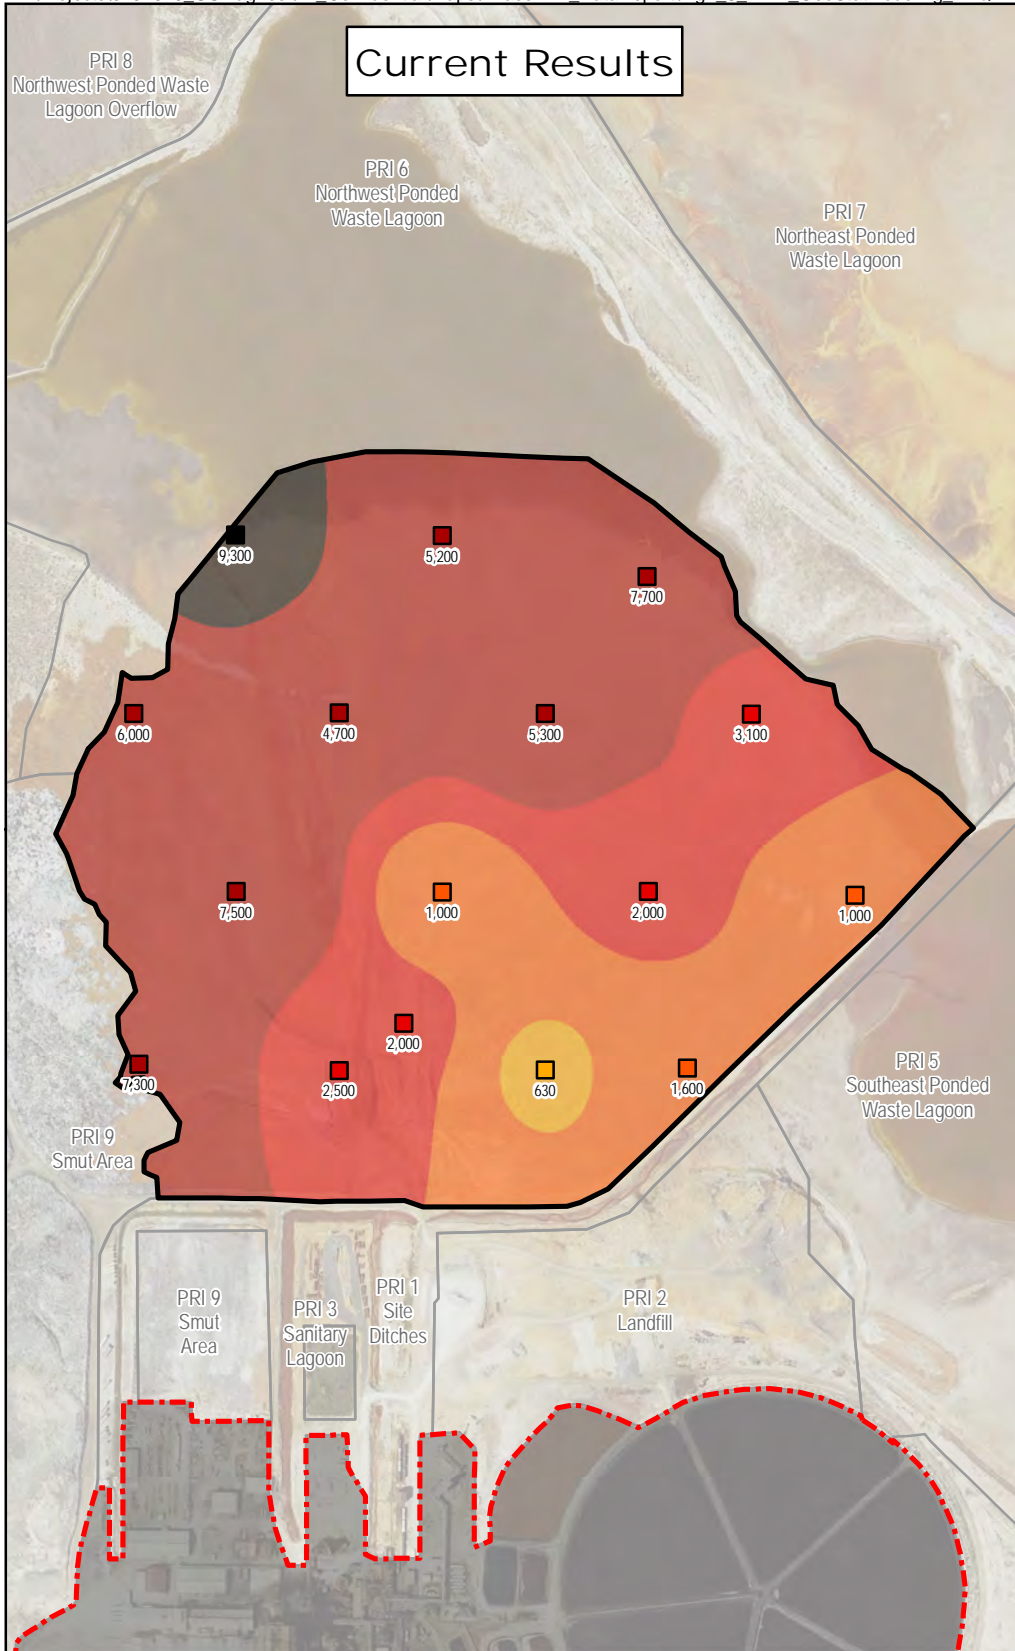 Current Results
PRI 8
Northwest Ponded Waste
Lagoon Overflow
PRI 6
Northwest Ponded
Waste Lagoon
PRI 7
Northeast Ponded
Waste Lagoon
9,300
5,200
7,700
6,000
4,700
5,300
3,100
7,500
1,000
2,000
1,000
2,000
7,300
2,500
630
1,600
PRI 5
Southeast Ponded
Waste Lagoon
PRI 9
Smut Area
PRI 9
Smut
Area
PRI 3
Sanitary
Lagoon
PRI 1
Site
Ditches
PRI 2
Landfill